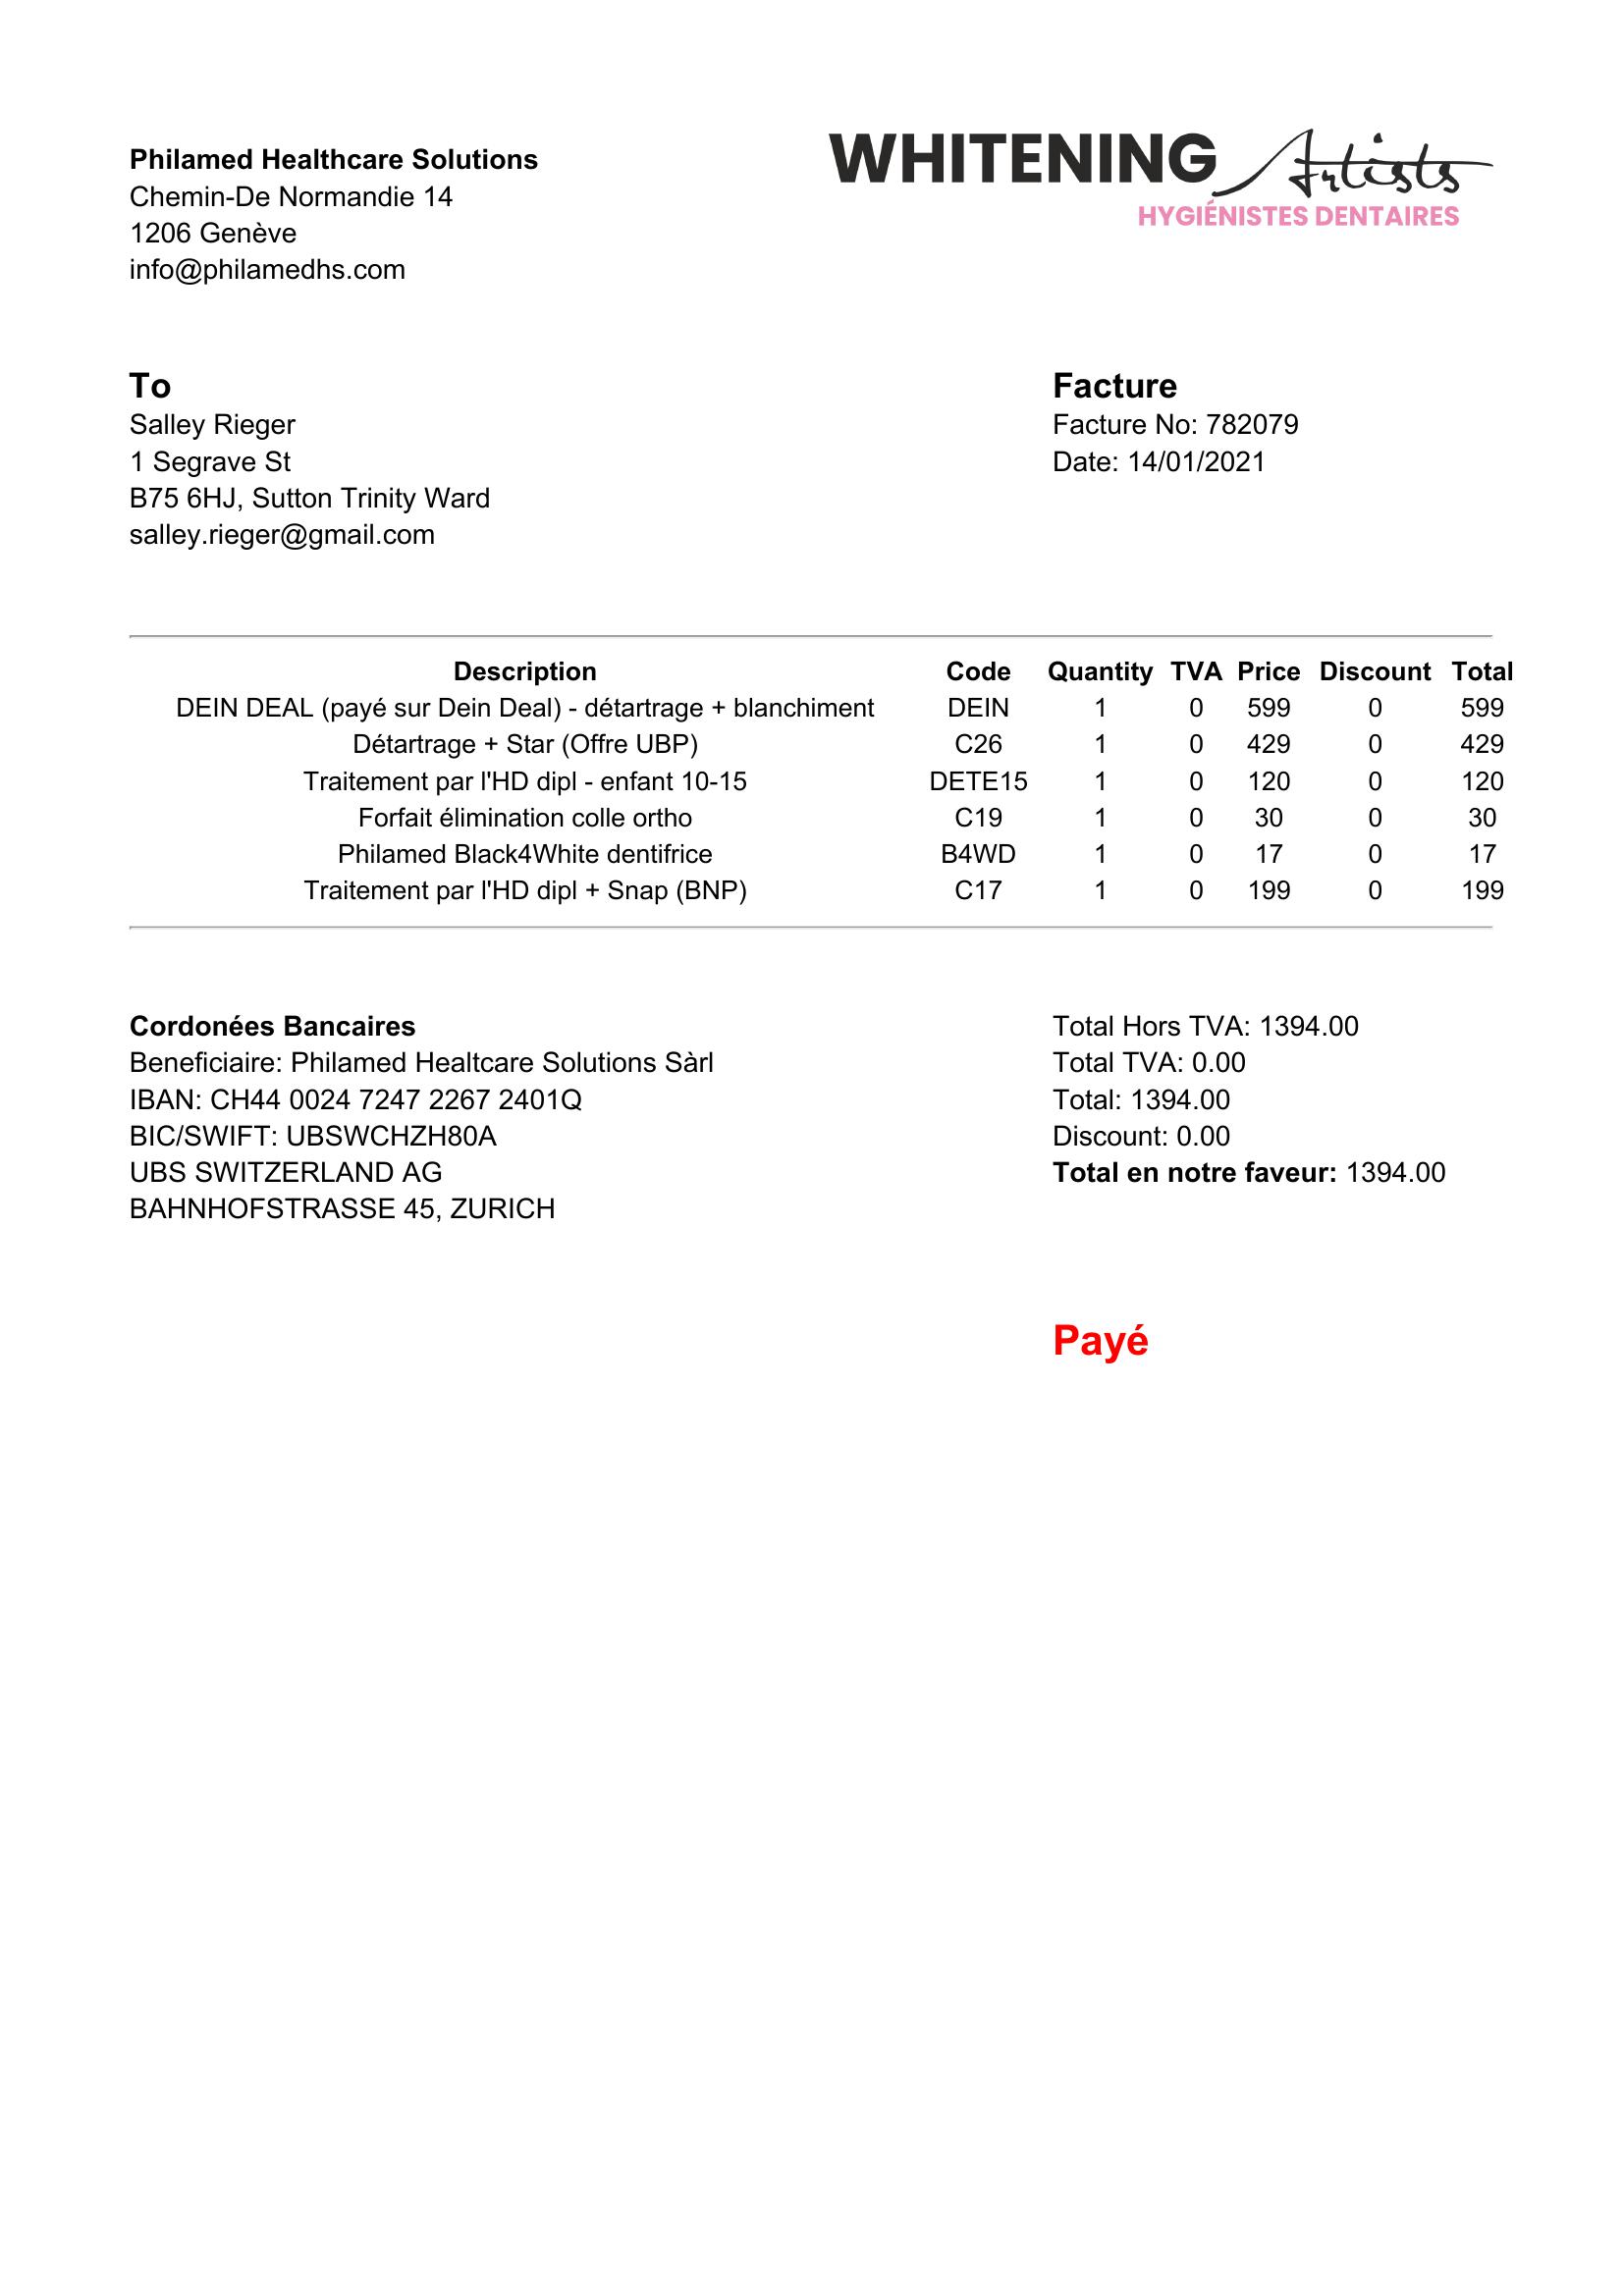 Philamed Healthcare Solutions
Chemin-De Normandie 14
1206 Genève
info@philamedhs.com
WHITENING Artists
HYGIÉNISTES DENTAIRES
To
Salley Rieger
1 Segrave St
B75 6HJ, Sutton Trinity Ward
salley.rieger@gmail.com
Facture
Facture No: 782079
Date: 14/01/2021
Description Code Quantity TVA Price Discount Total
DEIN DEAL (payé sur Dein Deal) - détartrage + blanchiment DEIN 1 0 599 0 599
Détartrage + Star (Offre UBP) C26 1 0 429 0 429
Traitement par l'HD dipl - enfant 10-15 DETE15 1 0 120 0 120
Forfait élimination colle ortho C19 1 0 30 0 30
Philamed Black4White dentifrice B4WD 1 0 17 0 17
Traitement par l'HD dipl + Snap (BNP) C17 1 0 199 0 199
Cordonées Bancaires
Beneficiaire: Philamed Healtcare Solutions Sàrl
IBAN: CH44 0024 7247 2267 2401Q
BIC/SWIFT: UBSWCHZH80A
UBS SWITZERLAND AG
BAHNHOFSTRASSE 45, ZURICH
Total Hors TVA: 1394.00
Total TVA: 0.00
Total: 1394.00
Discount: 0.00
Total en notre faveur: 1394.00
Payé